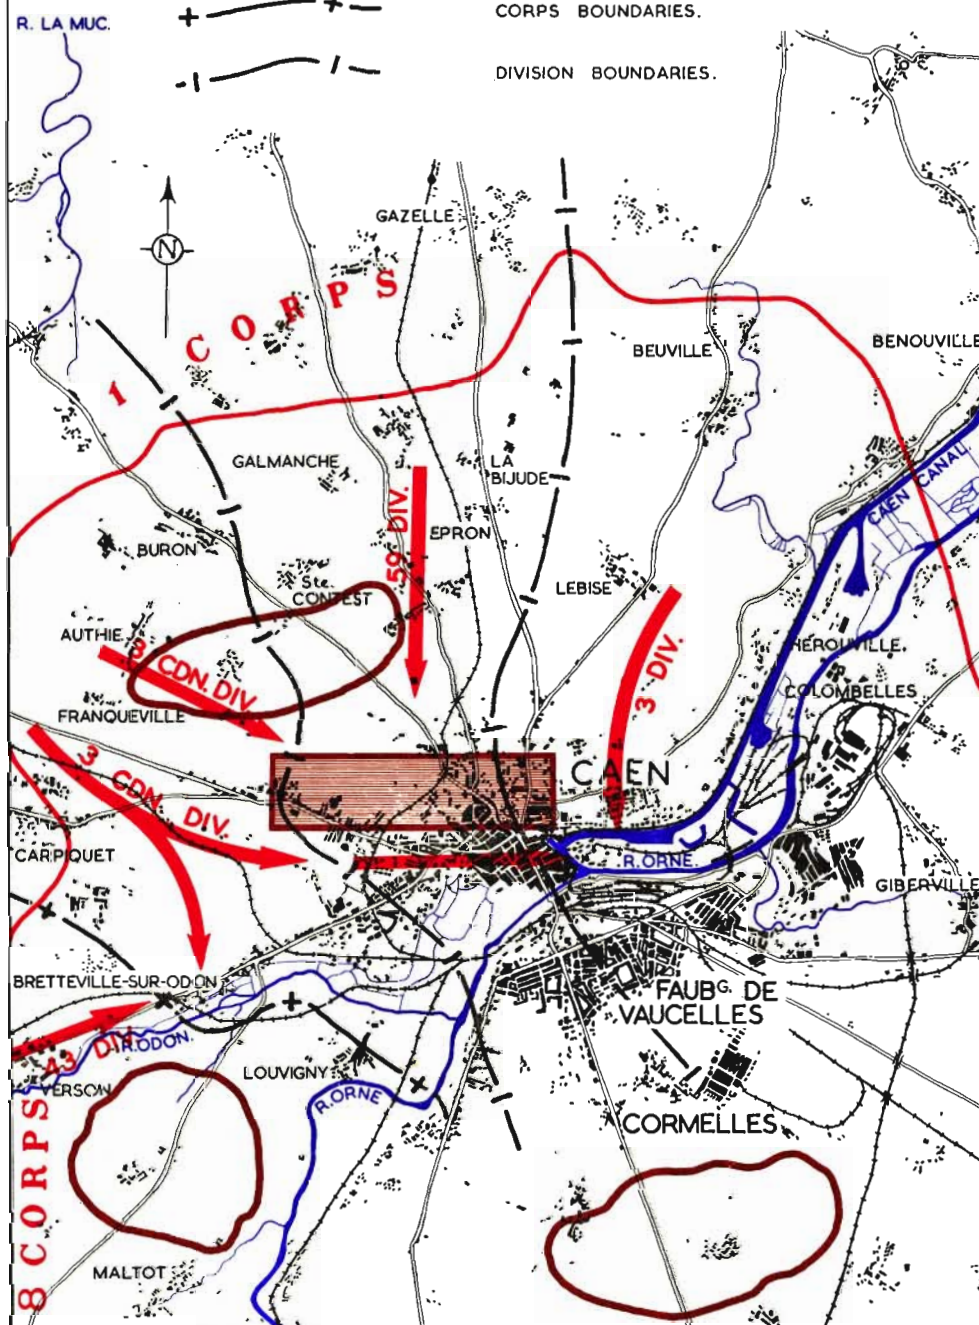 R. LA MUC.
CORPS BOUNDARIES.
DIVISION BOUNDARIES.
GAZELLE
N
1 CORPS
BEUVILLE
BENOUVILLE
GALMANCHE
LA
BIJUDE
CAEN CANAL
59 DIV.
EPRON
BURON
Ste.
CONTEST
LEBISE
AUTHIE
3 CDN. DIV.
3 DIV.
HEROUVILLE.
COLOMBELLES
FRANQUEVILLE
3 CDN. DIV.
CAEN
CARPIQUET
R. ORNE.
GIBERVILLE
BRETTEVILLE-SUR-ODON
FAUBG. DE
VAUCELLES
43 DIV.
R.ODON.
VERSON
LOUVIGNY
R.ORNE
CORMELLES
8 CORPS
MALTOT